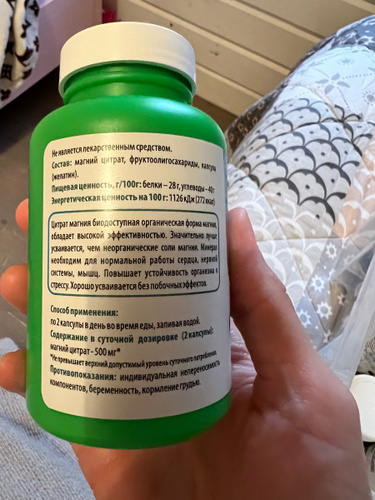 Не является лекарственным средством.
Состав: магний цитрат, фруктоолигосахариды, капсула
(желатин).
Пищевая ценность, г/100г: белки – 28 г, углеводы – 40 г
Энергетическая ценность на 100 г: 1126 кДж (272 ккал)
Цитрат магния биодоступная органическая форма магния,
обладает высокой эффективностью. Значительно лучше
усваивается, чем неорганические соли магния. Минерал
необходим для нормальной работы сердца, нервной
системы, мышц. Повышает устойчивость организма к
стрессу. Хорошо усваивается без побочных эффектов.
Способ применения:
по 2 капсулы в день во время еды, запивая водой.
Содержание в суточной дозировке (2 капсулы):
магний цитрат – 500 мг*
*Не превышает верхний допустимый уровень суточного потребления.
Противопоказания: индивидуальная непереносимость
компонентов, беременность, кормление грудью.